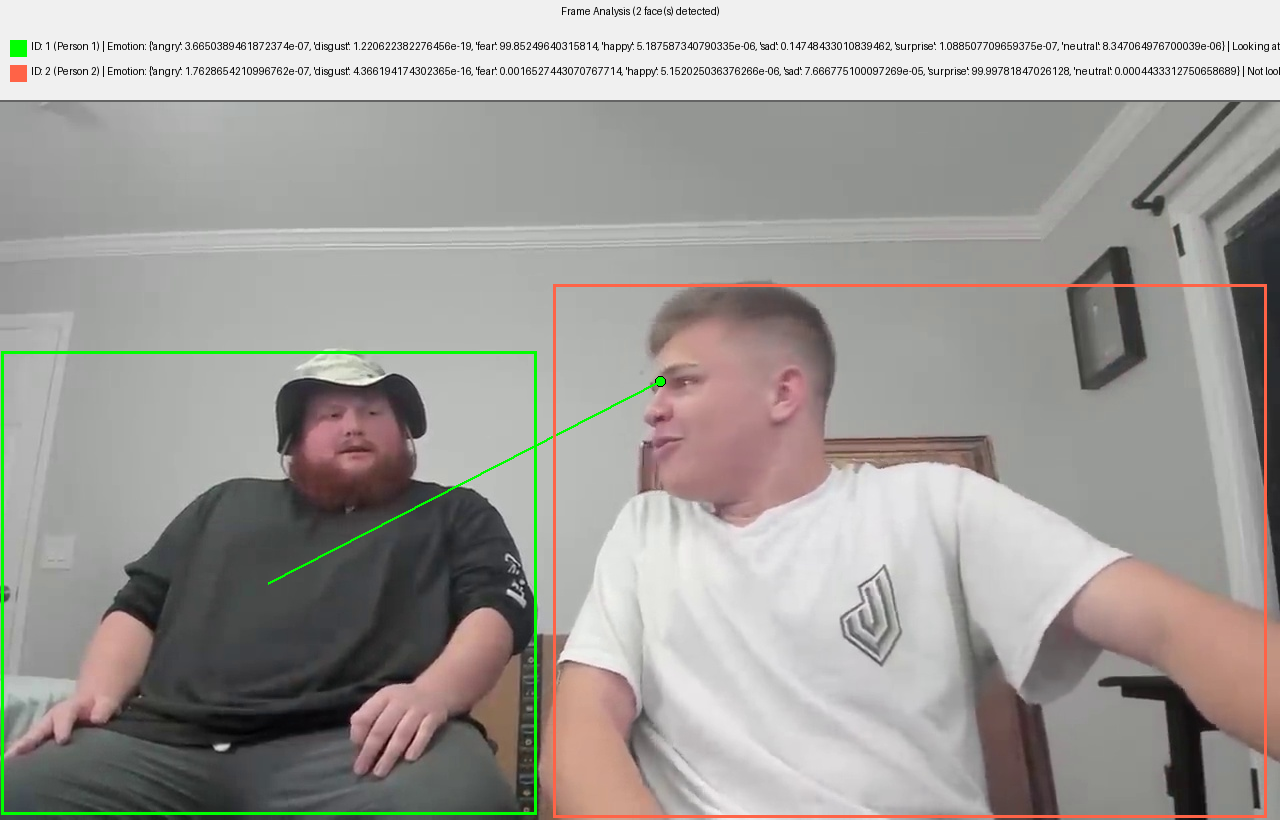 Frame Analysis (2 face(s) detected)
ID: 1 (Person 1) | Emotion: {'angry': 3.6650389461872374e-07, 'disgust': 1.220622382276456e-19, 'fear': 99.85249640315814, 'happy': 5.187587340790335e-06, 'sad': 0.14748433010839462, 'surprise': 1.088507709659375e-07, 'neutral': 8.347064976700039e-06} | Looking at
ID: 2 (Person 2) | Emotion: {'angry': 1.7628654210996762e-07, 'disgust': 4.366194174302365e-16, 'fear': 0.0016527443070767714, 'happy': 5.152025036376266e-06, 'sad': 7.666775100097269e-05, 'surprise': 99.99781847026128, 'neutral': 0.0004433312750658689} | Not look